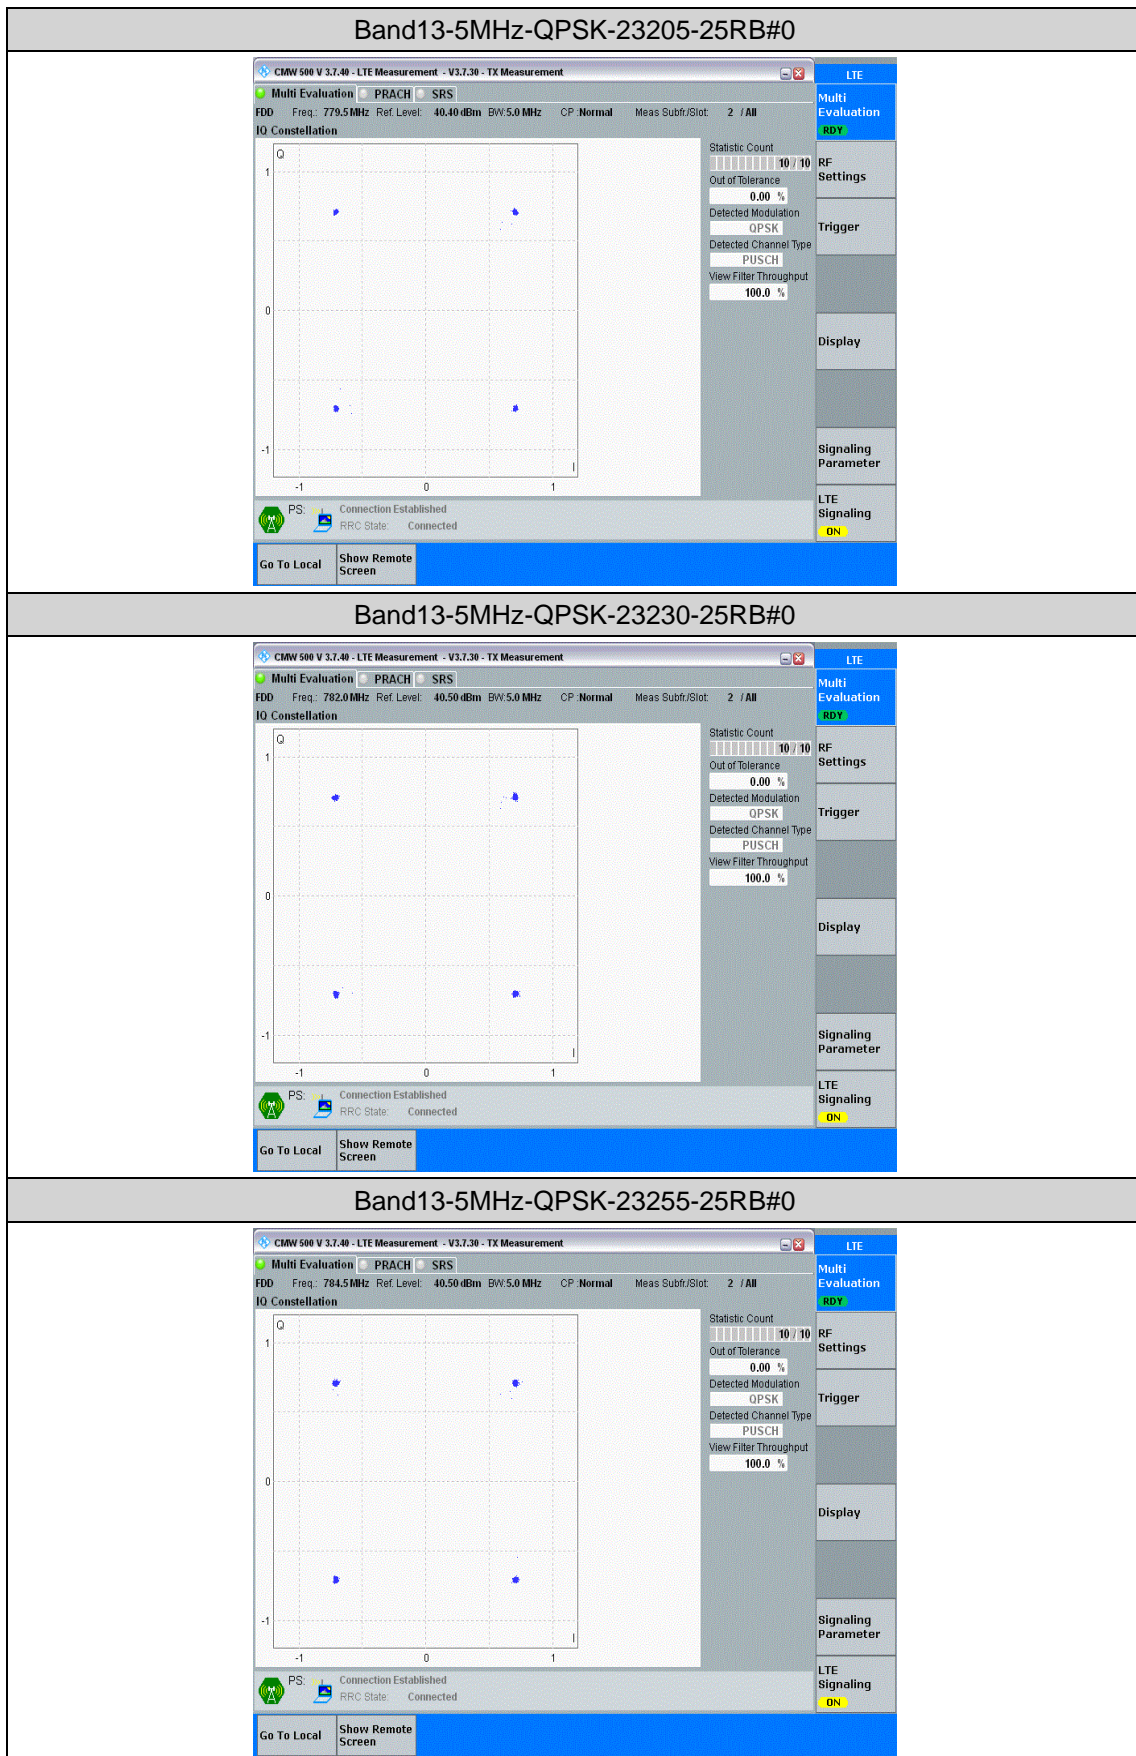 Band13-5MHz-QPSK-23205-25RB#0
CMW 500 V 3.7.40 - LTE Measurement - V3.7.30 - TX Measurement
LTE
Multi Evaluation PRACH SRS
Multi Evaluation
RDY
FDD Freq.: 779.5 MHz Ref. Level: 40.40 dBm BW: 5.0 MHz CP :Normal Meas Subfr./Slot: 2 / All
IQ Constellation
Q
1
0
-1
I
-1 0 1
Statistic Count
10 / 10
Out of Tolerance
0.00 %
Detected Modulation
QPSK
Detected Channel Type
PUSCH
View Filter Throughput
100.0 %
RF
Settings
Trigger
Display
Signaling
Parameter
LTE
Signaling
ON
PS: Connection Established
RRC State: Connected
Go To Local
Show Remote
Screen
Band13-5MHz-QPSK-23230-25RB#0
CMW 500 V 3.7.40 - LTE Measurement - V3.7.30 - TX Measurement
LTE
Multi Evaluation PRACH SRS
Multi Evaluation
RDY
FDD Freq.: 782.0 MHz Ref. Level: 40.50 dBm BW: 5.0 MHz CP :Normal Meas Subfr./Slot: 2 / All
IQ Constellation
Q
1
0
-1
I
-1 0 1
Statistic Count
10 / 10
Out of Tolerance
0.00 %
Detected Modulation
QPSK
Detected Channel Type
PUSCH
View Filter Throughput
100.0 %
RF
Settings
Trigger
Display
Signaling
Parameter
LTE
Signaling
ON
PS: Connection Established
RRC State: Connected
Go To Local
Show Remote
Screen
Band13-5MHz-QPSK-23255-25RB#0
CMW 500 V 3.7.40 - LTE Measurement - V3.7.30 - TX Measurement
LTE
Multi Evaluation PRACH SRS
Multi Evaluation
RDY
FDD Freq.: 784.5 MHz Ref. Level: 40.50 dBm BW: 5.0 MHz CP :Normal Meas Subfr./Slot: 2 / All
IQ Constellation
Q
1
0
-1
I
-1 0 1
Statistic Count
10 / 10
Out of Tolerance
0.00 %
Detected Modulation
QPSK
Detected Channel Type
PUSCH
View Filter Throughput
100.0 %
RF
Settings
Trigger
Display
Signaling
Parameter
LTE
Signaling
ON
PS: Connection Established
RRC State: Connected
Go To Local
Show Remote
Screen